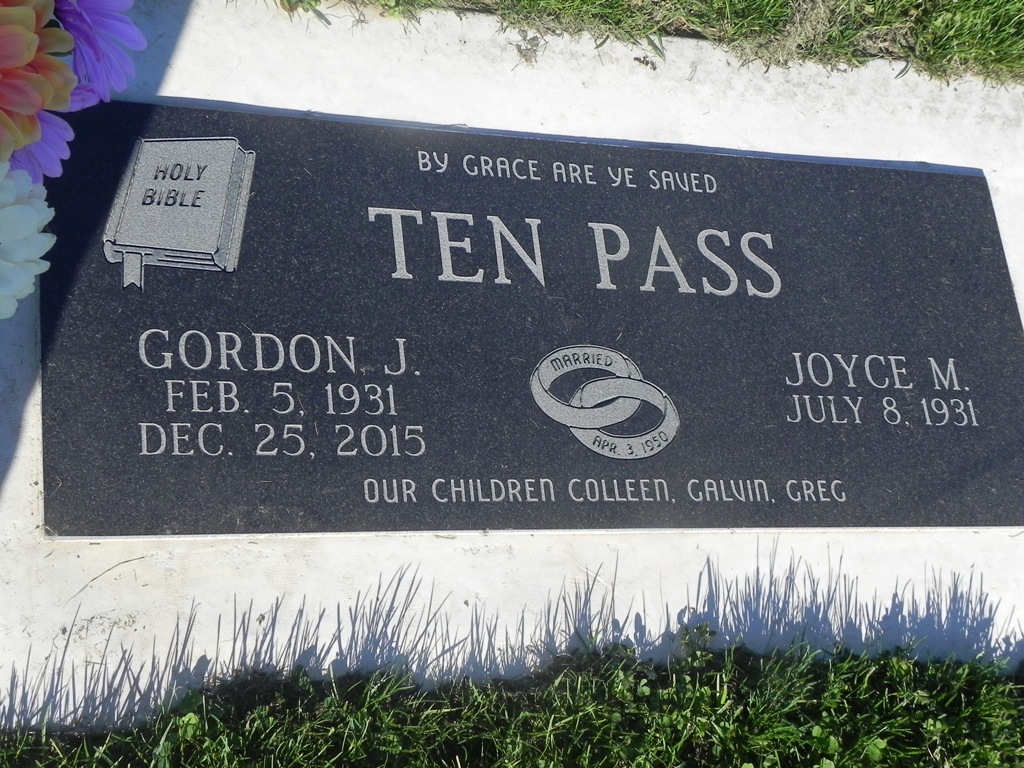 HOLY
BIBLE
BY GRACE ARE YE SAVED
TEN PASS
GORDON J.
FEB. 5, 1931
DEC. 25, 2015
MARRIED
APR. 3, 1950
JOYCE M.
JULY 8, 1931
OUR CHILDREN COLLEEN, GALVIN, GREG